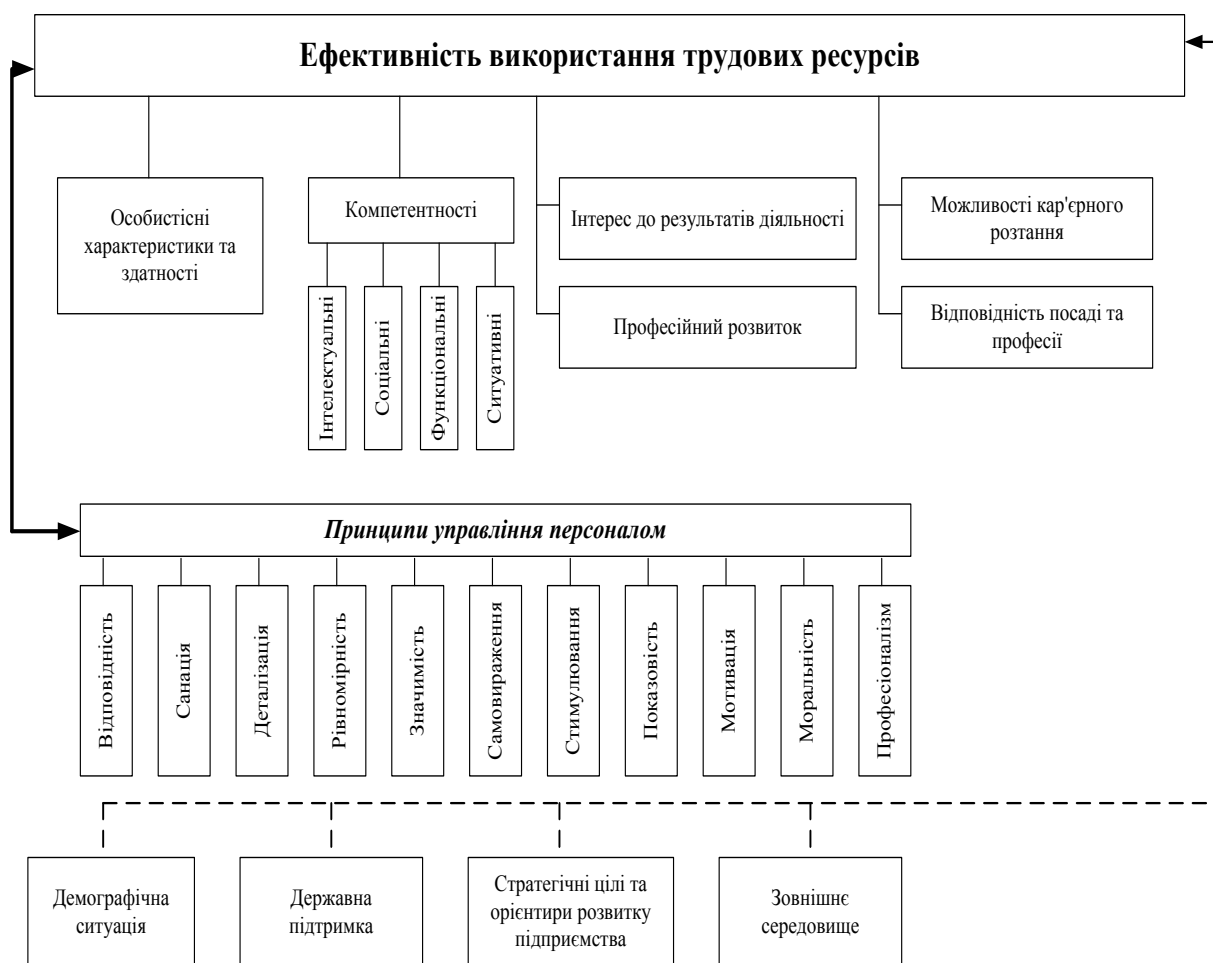 Ефективність використання трудових ресурсів
Особистісні
характеристики та
здатності
Компетентності
Інтелектуальні
Соціальні
Функціональні
Ситуативні
Інтерес до результатів діяльності
Професійний розвиток
Можливості кар'єрного
розтання
Відповідність посаді та
професії
Принципи управління персоналом
Відповідність
Санація
Деталізація
Рівномірність
Значимість
Самовираження
Стимулювання
Показовість
Мотивація
Моральність
Професіоналізм
Демографічна
ситуація
Державна
підтримка
Стратегічні цілі та
орієнтири розвитку
підприємства
Зовнішнє
середовище